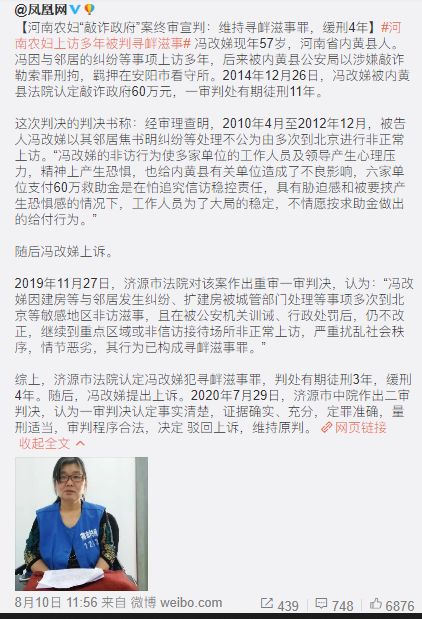 @凤凰网
【河南农妇“敲诈政府”案终审宣判：维持寻衅滋事罪，缓刑4年】#河
南农妇上访多年被判寻衅滋事# 冯改娣现年57岁，河南省内黄县人。
冯因与邻居的纠纷等事项上访多年，后来被内黄县公安局以涉嫌敲诈
勒索罪刑拘，羁押在安阳市看守所。2014年12月26日，冯改娣被内黄
县法院认定敲诈政府60万元，一审判处有期徒刑11年。
这次判决的判决书称：经审理查明，2010年4月至2012年12月，被告
人冯改娣以其邻居焦书明纠纷等处理不公为由多次到北京进行非正常
上访。“冯改娣的非访行为使多家单位的工作人员及领导产生心理压
力，精神上产生恐惧，也给内黄县有关单位造成了不良影响，六家单
位支付60万救助金是在怕追究信访稳控责任，具有胁迫感和被要挟产
生恐惧感的情况下，工作人员为了大局的稳定，不情愿按求助金做出
的给付行为。”
随后冯改娣上诉。
2019年11月27日，济源市法院对该案作出重审一审判决，认为：“冯改
娣因建房等与邻居发生纠纷、扩建房被城管部门处理等事项多次到北
京等敏感地区非访滋事，且在被公安机关训诫、行政处罚后，仍不改
正，继续到重点区域或非信访接待场所非正常上访，严重扰乱社会秩
序，情节恶劣，其行为已构成寻衅滋事罪。”
综上，济源市法院认定冯改娣犯寻衅滋事罪，判处有期徒刑3年，缓刑
4年。随后，冯改娣提出上诉。2020年7月29日，济源市中院作出二审
判决，认为一审判决认定事实清楚，证据确实、充分，定罪准确，量
刑适当，审判程序合法，决定 驳回上诉，维持原判。 网页链接
收起全文
8月10日 11:56 来自 微博 weibo.com 439 748 6876